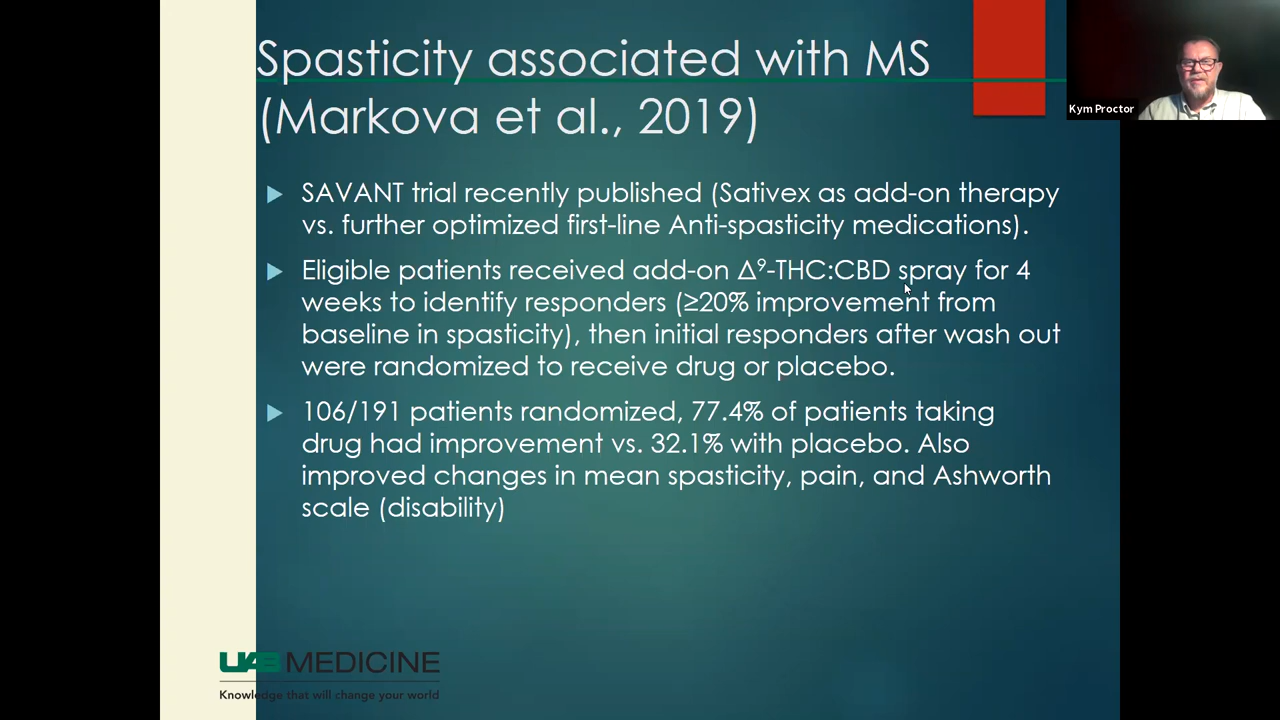 Spasticity associated with MS
(Markova et al., 2019)
Kym Proctor
SAVANT trial recently published (Sativex as add-on therapy
vs. further optimized first-line Anti-spasticity medications).
Eligible patients received add-on Δ⁹-THC:CBD spray for 4
weeks to identify responders (≥20% improvement from
baseline in spasticity), then initial responders after wash out
were randomized to receive drug or placebo.
106/191 patients randomized, 77.4% of patients taking
drug had improvement vs. 32.1% with placebo. Also
improved changes in mean spasticity, pain, and Ashworth
scale (disability)
UAB MEDICINE
Knowledge that will change your world